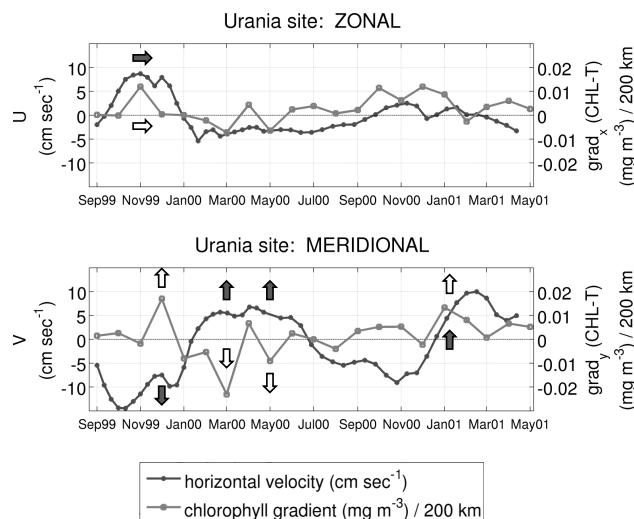 Urania site:  ZONAL
U
(cm sec⁻¹)
10
5
0
-5
-10
0.02
0.01
0
-0.01
-0.02
gradₓ (CHL-T)
(mg m⁻³) / 200 km
Sep99 Nov99 Jan00 Mar00 May00 Jul00 Sep00 Nov00 Jan01 Mar01 May01
Urania site:  MERIDIONAL
V
(cm sec⁻¹)
10
5
0
-5
-10
0.02
0.01
0
-0.01
-0.02
grad_y (CHL-T)
(mg m⁻³) / 200 km
Sep99 Nov99 Jan00 Mar00 May00 Jul00 Sep00 Nov00 Jan01 Mar01 May01
horizontal velocity (cm sec⁻¹)
chlorophyll gradient (mg m⁻³) / 200 km